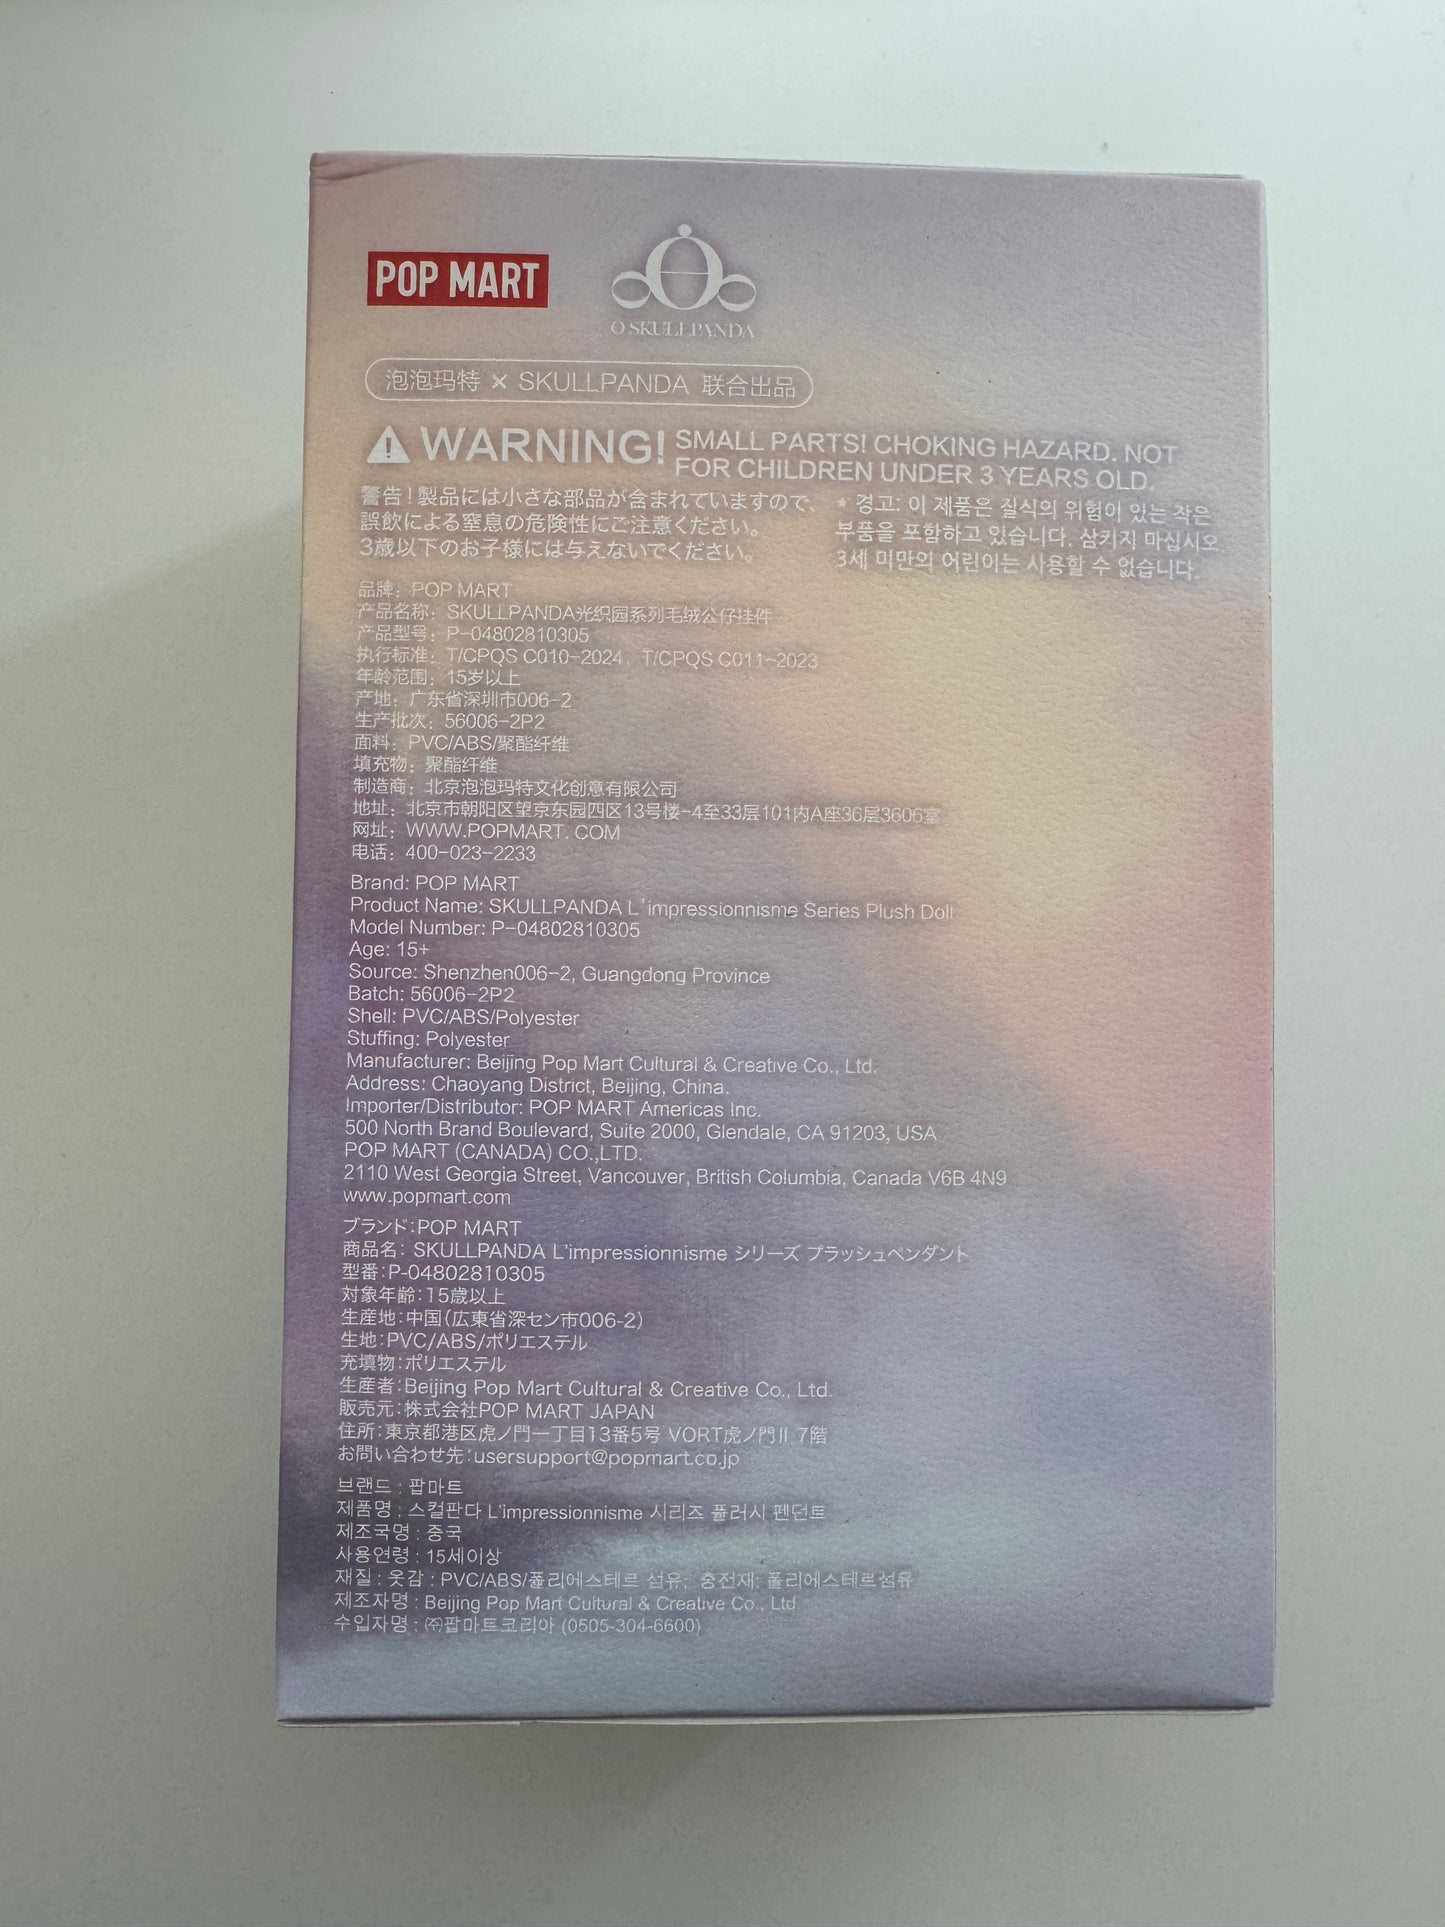 POP MART
O SKULLPANDA
泡泡玛特 × SKULLPANDA 联合出品
WARNING! SMALL PARTS! CHOKING HAZARD. NOT
FOR CHILDREN UNDER 3 YEARS OLD.
警告!製品には小さな部品が含まれていますので、
誤飲による窒息の危険性にご注意ください。
3歳以下のお子様には与えないでください。
* 경고: 이 제품은 질식의 위험이 있는 작은
부품을 포함하고 있습니다. 삼키지 마십시오
3세 미만의 어린이는 사용할 수 없습니다.
品牌：POP MART
产品名称：SKULLPANDA光织园系列毛绒公仔挂件
产品型号：P-04802810305
执行标准：T/CPQS C010-2024、T/CPQS C011-2023
年龄范围：15岁以上
产地：广东省深圳市006-2
生产批次：56006-2P2
面料：PVC/ABS/聚酯纤维
填充物：聚酯纤维
制造商：北京泡泡玛特文化创意有限公司
地址：北京市朝阳区望京东园四区13号楼-4至33层101内A座36层3606室
网址：WWW.POPMART. COM
电话：400-023-2233
Brand: POP MART
Product Name: SKULLPANDA L'impressionnisme Series Plush Doll
Model Number: P-04802810305
Age: 15+
Source: Shenzhen006-2, Guangdong Province
Batch: 56006-2P2
Shell: PVC/ABS/Polyester
Stuffing: Polyester
Manufacturer: Beijing Pop Mart Cultural & Creative Co., Ltd.
Address: Chaoyang District, Beijing, China.
Importer/Distributor: POP MART Americas Inc.
500 North Brand Boulevard, Suite 2000, Glendale, CA 91203, USA
POP MART (CANADA) CO.,LTD.
2110 West Georgia Street, Vancouver, British Columbia, Canada V6B 4N9
www.popmart.com
ブランド:POP MART
商品名: SKULLPANDA L'impressionnisme シリーズ プラッシュペンダント
型番:P-04802810305
対象年齢:15歳以上
生産地:中国(広東省深セン市006-2)
生地:PVC/ABS/ポリエステル
充填物:ポリエステル
生産者:Beijing Pop Mart Cultural & Creative Co., Ltd.
販売元:株式会社POP MART JAPAN
住所:東京都港区虎ノ門一丁目13番5号 VORT虎ノ門II 7階
お問い合わせ先:usersupport@popmart.co.jp
브랜드 : 팝마트
제품명 : 스컬판다 L'impressionnisme 시리즈 플러시 펜던트
제조국명 : 중국
사용연령 : 15세이상
재질 : 옷감 : PVC/ABS/폴리에스테르 섬유; 충전재: 폴리에스테르섬유
제조자명 : Beijing Pop Mart Cultural & Creative Co., Ltd
수입자명 : ㈜팝마트코리아 (0505-304-6600)